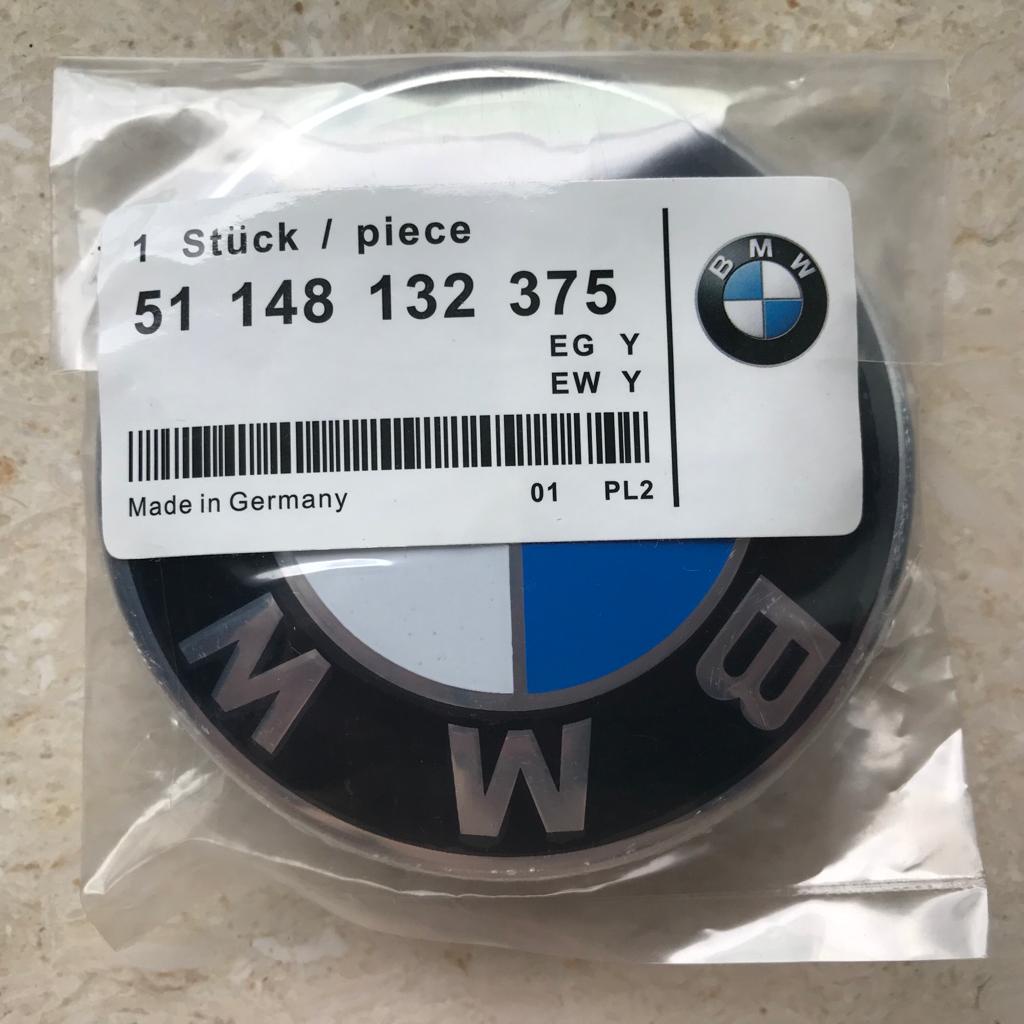 1 Stück / piece
51 148 132 375
EG Y
EW Y
Made in Germany 01 PL2
BMW
BMW